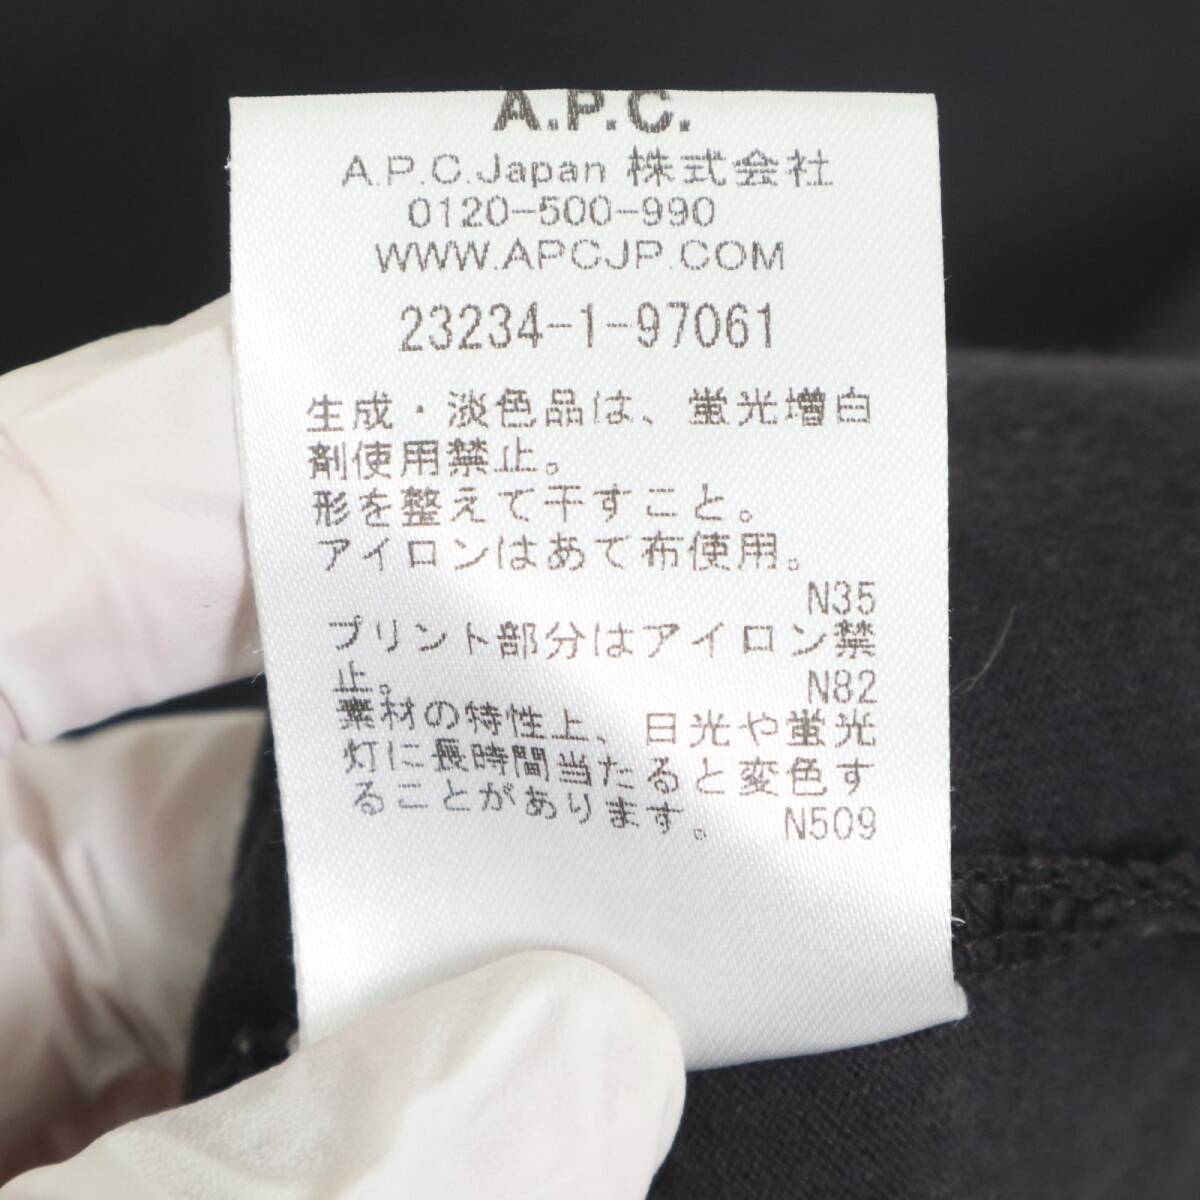 A.P.C.
A.P.C.Japan 株式会社
0120-500-990
WWW.APCJP.COM
23234-1-97061
生成・淡色品は、蛍光増白
剤使用禁止。
形を整えて干すこと。
アイロンはあて布使用。
N35
プリント部分はアイロン禁
止。 N82
素材の特性上、日光や蛍光
灯に長時間当たると変色す
ることがあります。 N509